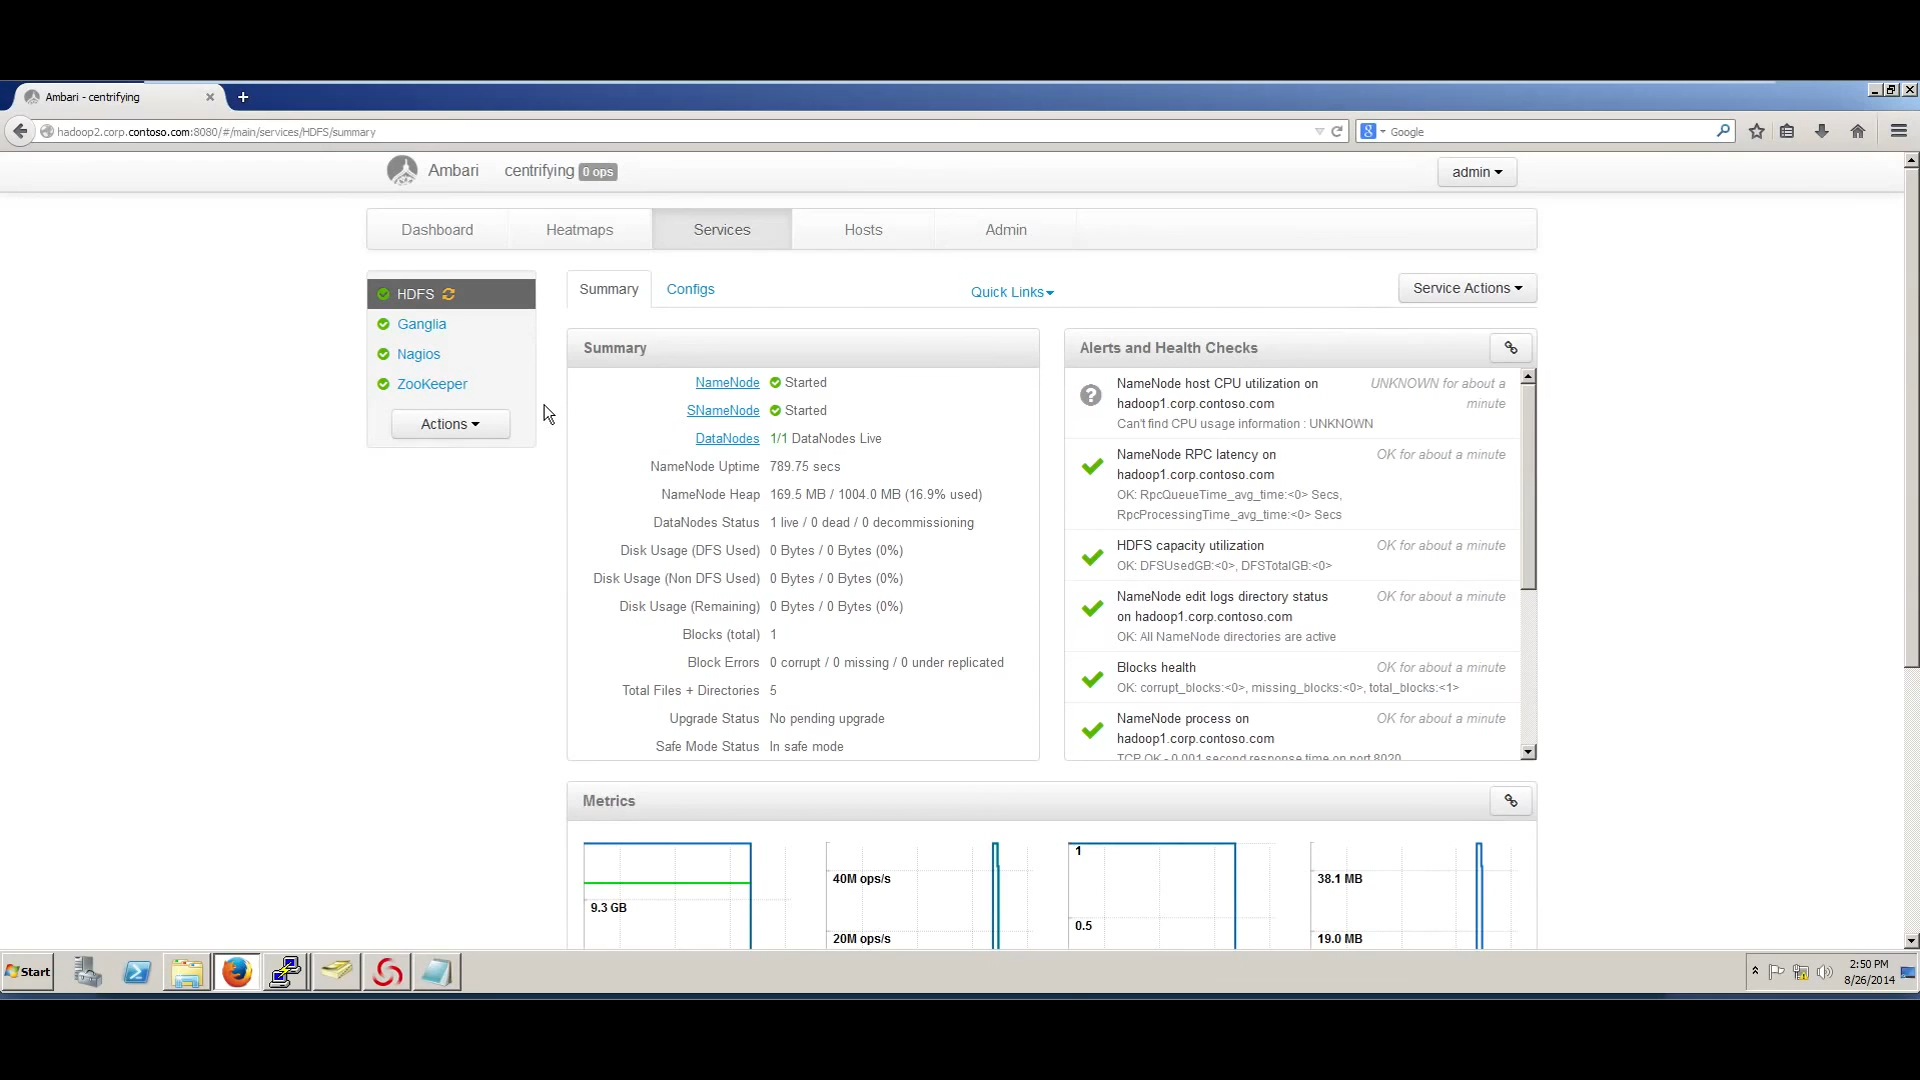 Ambari - centrifying
hadoop2.corp.contoso.com:8080/#/main/services/HDFS/summary
Google
Ambari centrifying 0 ops
admin
Dashboard Heatmaps Services Hosts Admin
HDFS
Ganglia
Nagios
ZooKeeper
Actions
Summary Configs Quick Links Service Actions
Summary
NameNode Started
SNameNode Started
DataNodes 1/1 DataNodes Live
NameNode Uptime 789.75 secs
NameNode Heap 169.5 MB / 1004.0 MB (16.9% used)
DataNodes Status 1 live / 0 dead / 0 decommissioning
Disk Usage (DFS Used) 0 Bytes / 0 Bytes (0%)
Disk Usage (Non DFS Used) 0 Bytes / 0 Bytes (0%)
Disk Usage (Remaining) 0 Bytes / 0 Bytes (0%)
Blocks (total) 1
Block Errors 0 corrupt / 0 missing / 0 under replicated
Total Files + Directories 5
Upgrade Status No pending upgrade
Safe Mode Status In safe mode
Alerts and Health Checks
NameNode host CPU utilization on UNKNOWN for about a
hadoop1.corp.contoso.com minute
Can't find CPU usage information : UNKNOWN
NameNode RPC latency on OK for about a minute
hadoop1.corp.contoso.com
OK: RpcQueueTime_avg_time:<0> Secs,
RpcProcessingTime_avg_time:<0> Secs
HDFS capacity utilization OK for about a minute
OK: DFSUsedGB:<0>, DFSTotalGB:<0>
NameNode edit logs directory status OK for about a minute
on hadoop1.corp.contoso.com
OK: All NameNode directories are active
Blocks health OK for about a minute
OK: corrupt_blocks:<0>, missing_blocks:<0>, total_blocks:<1>
NameNode process on OK for about a minute
hadoop1.corp.contoso.com
TCP OK - 0.001 second response time on port 8020
Metrics
9.3 GB
40M ops/s
20M ops/s
1
0.5
38.1 MB
19.0 MB
Start
2:50 PM
8/26/2014